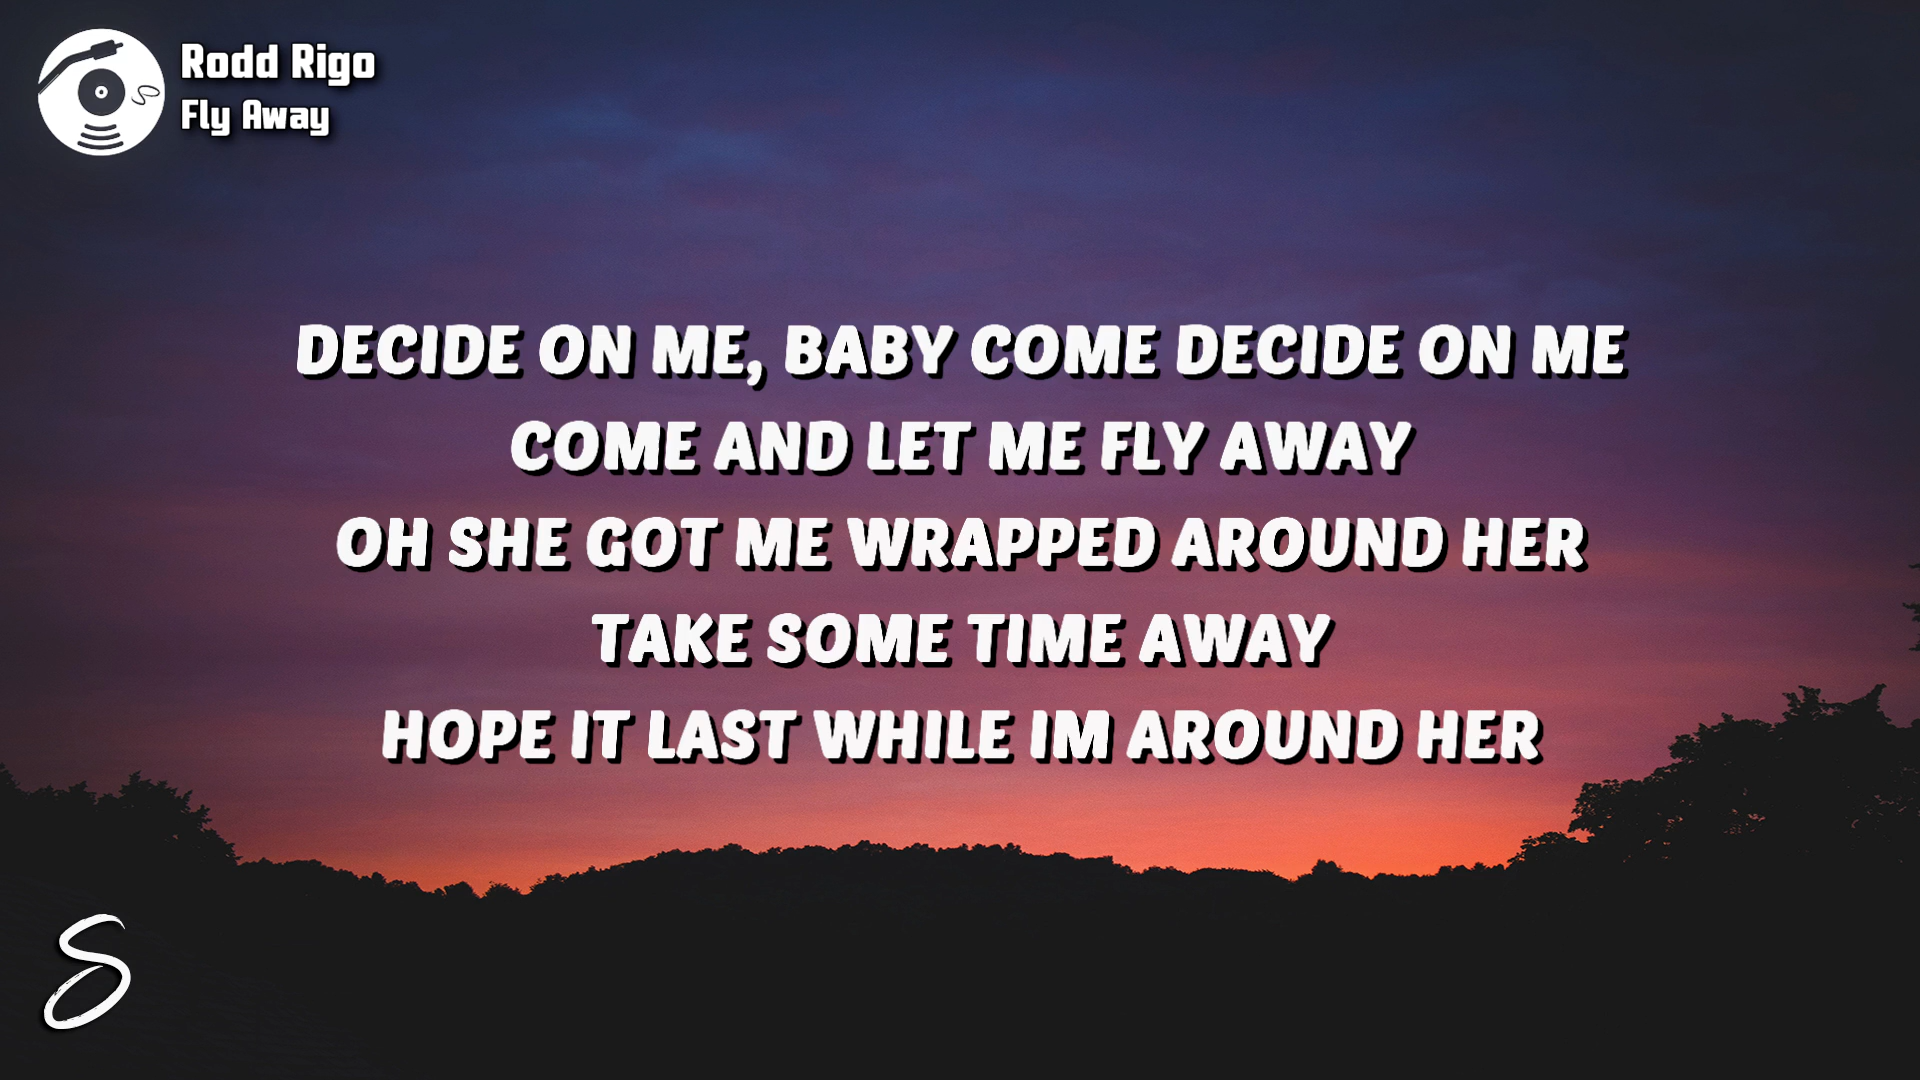 Rodd Rigo
Fly Away
DECIDE ON ME, BABY COME DECIDE ON ME
COME AND LET ME FLY AWAY
OH SHE GOT ME WRAPPED AROUND HER
TAKE SOME TIME AWAY
HOPE IT LAST WHILE IM AROUND HER
S